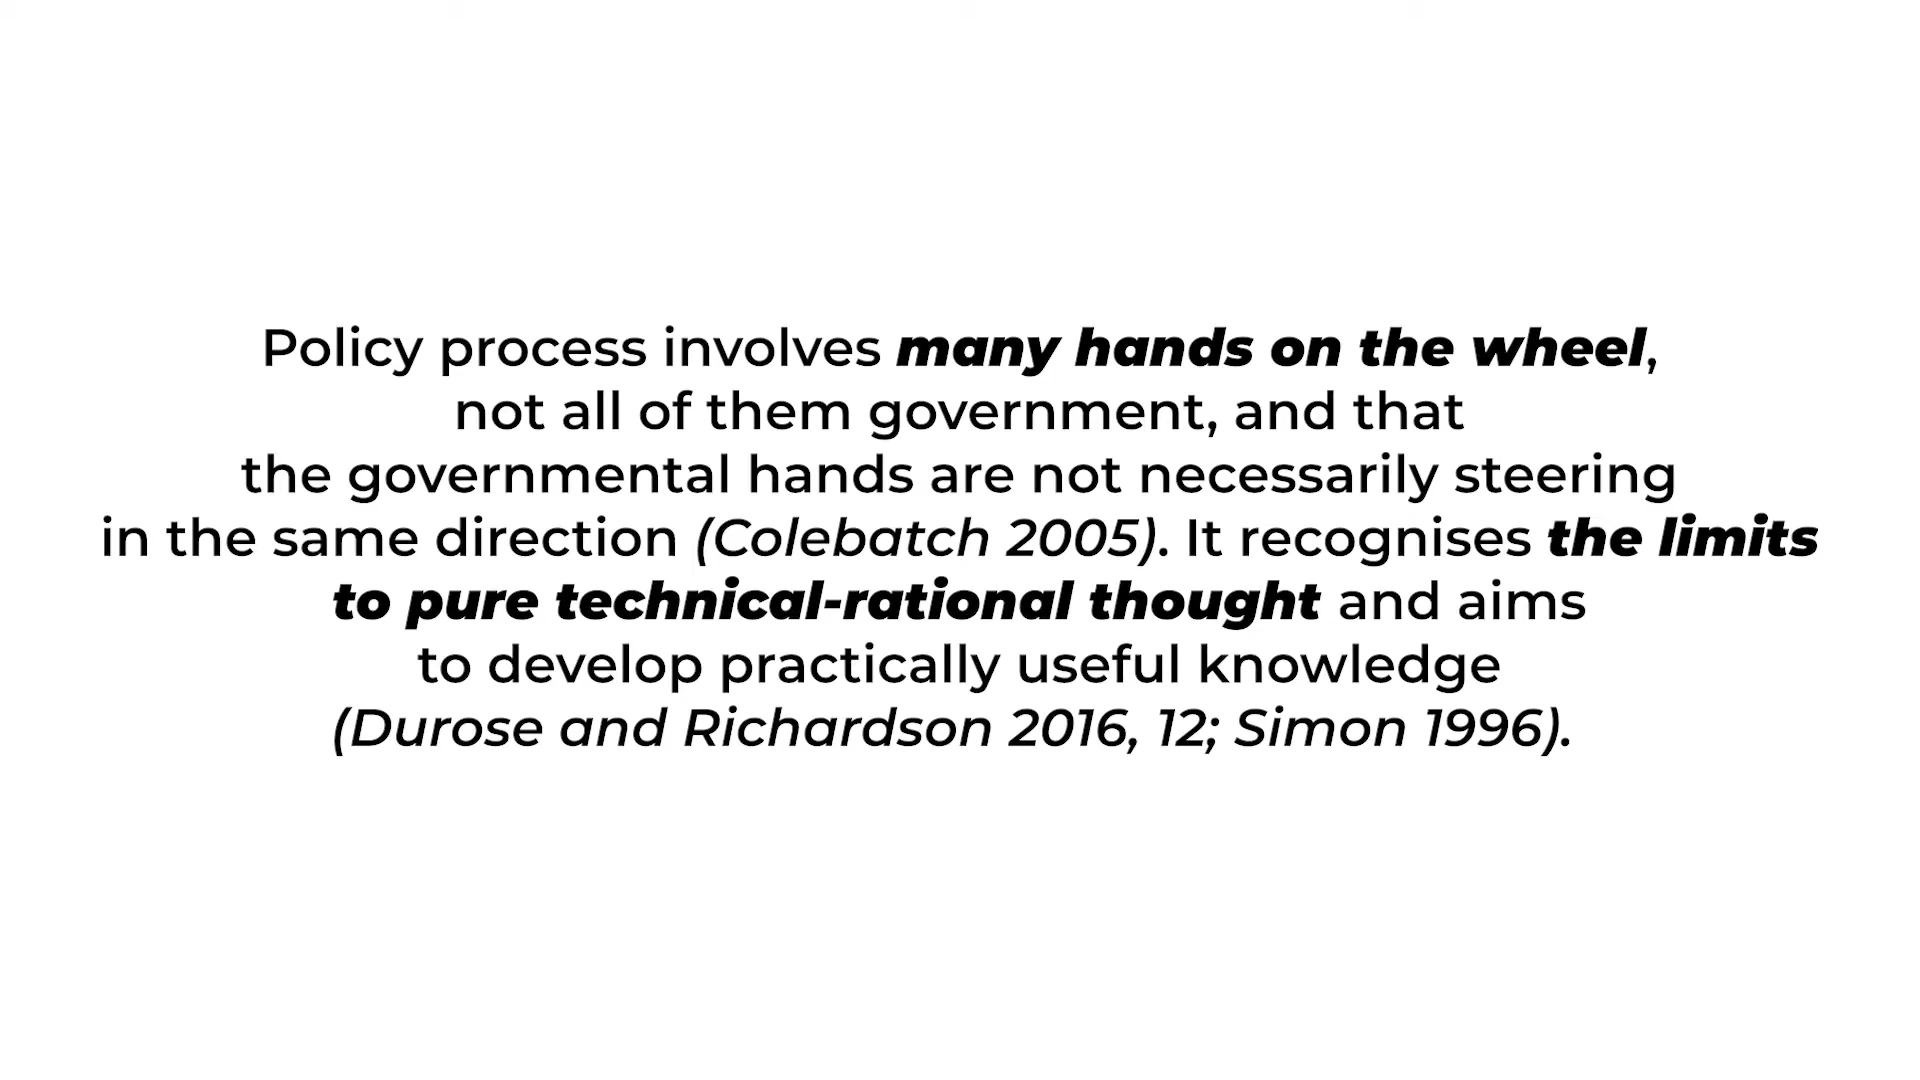 Policy process involves many hands on the wheel,
not all of them government, and that
the governmental hands are not necessarily steering
in the same direction (Colebatch 2005). It recognises the limits
to pure technical-rational thought and aims
to develop practically useful knowledge
(Durose and Richardson 2016, 12; Simon 1996).